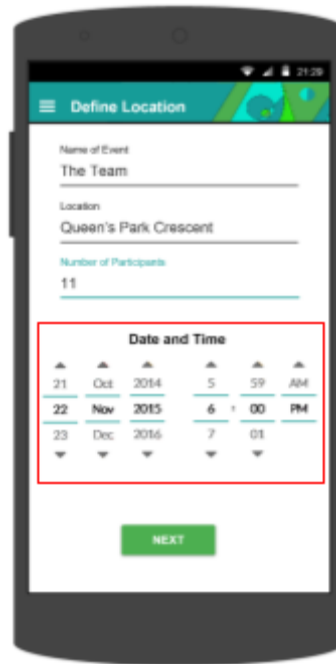 21:29
Define Location
Name of Event
The Team
Location
Queen's Park Crescent
Number of Participants
11
Date and Time
21 Oct 2014 5 59 AM
22 Nov 2015 6 : 00 PM
23 Dec 2016 7 01
NEXT